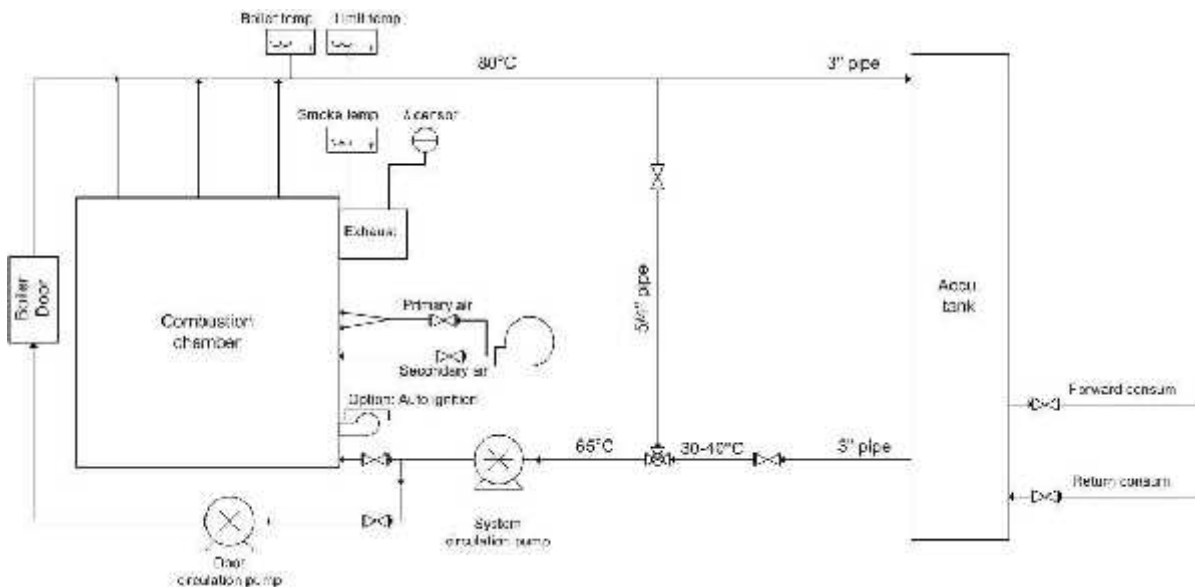 Boiler temp
Limit temp
80°C
3" pipe
Smoke temp
Exhaust
Boiler
Door
Combustion
chamber
Primary air
Secondary air
5/4" pipe
Accu
tank
Option: Auto ignition
Forward consum
65°C
30-40°C
3" pipe
Return consum
System
circulation pump
Door
circulation pump